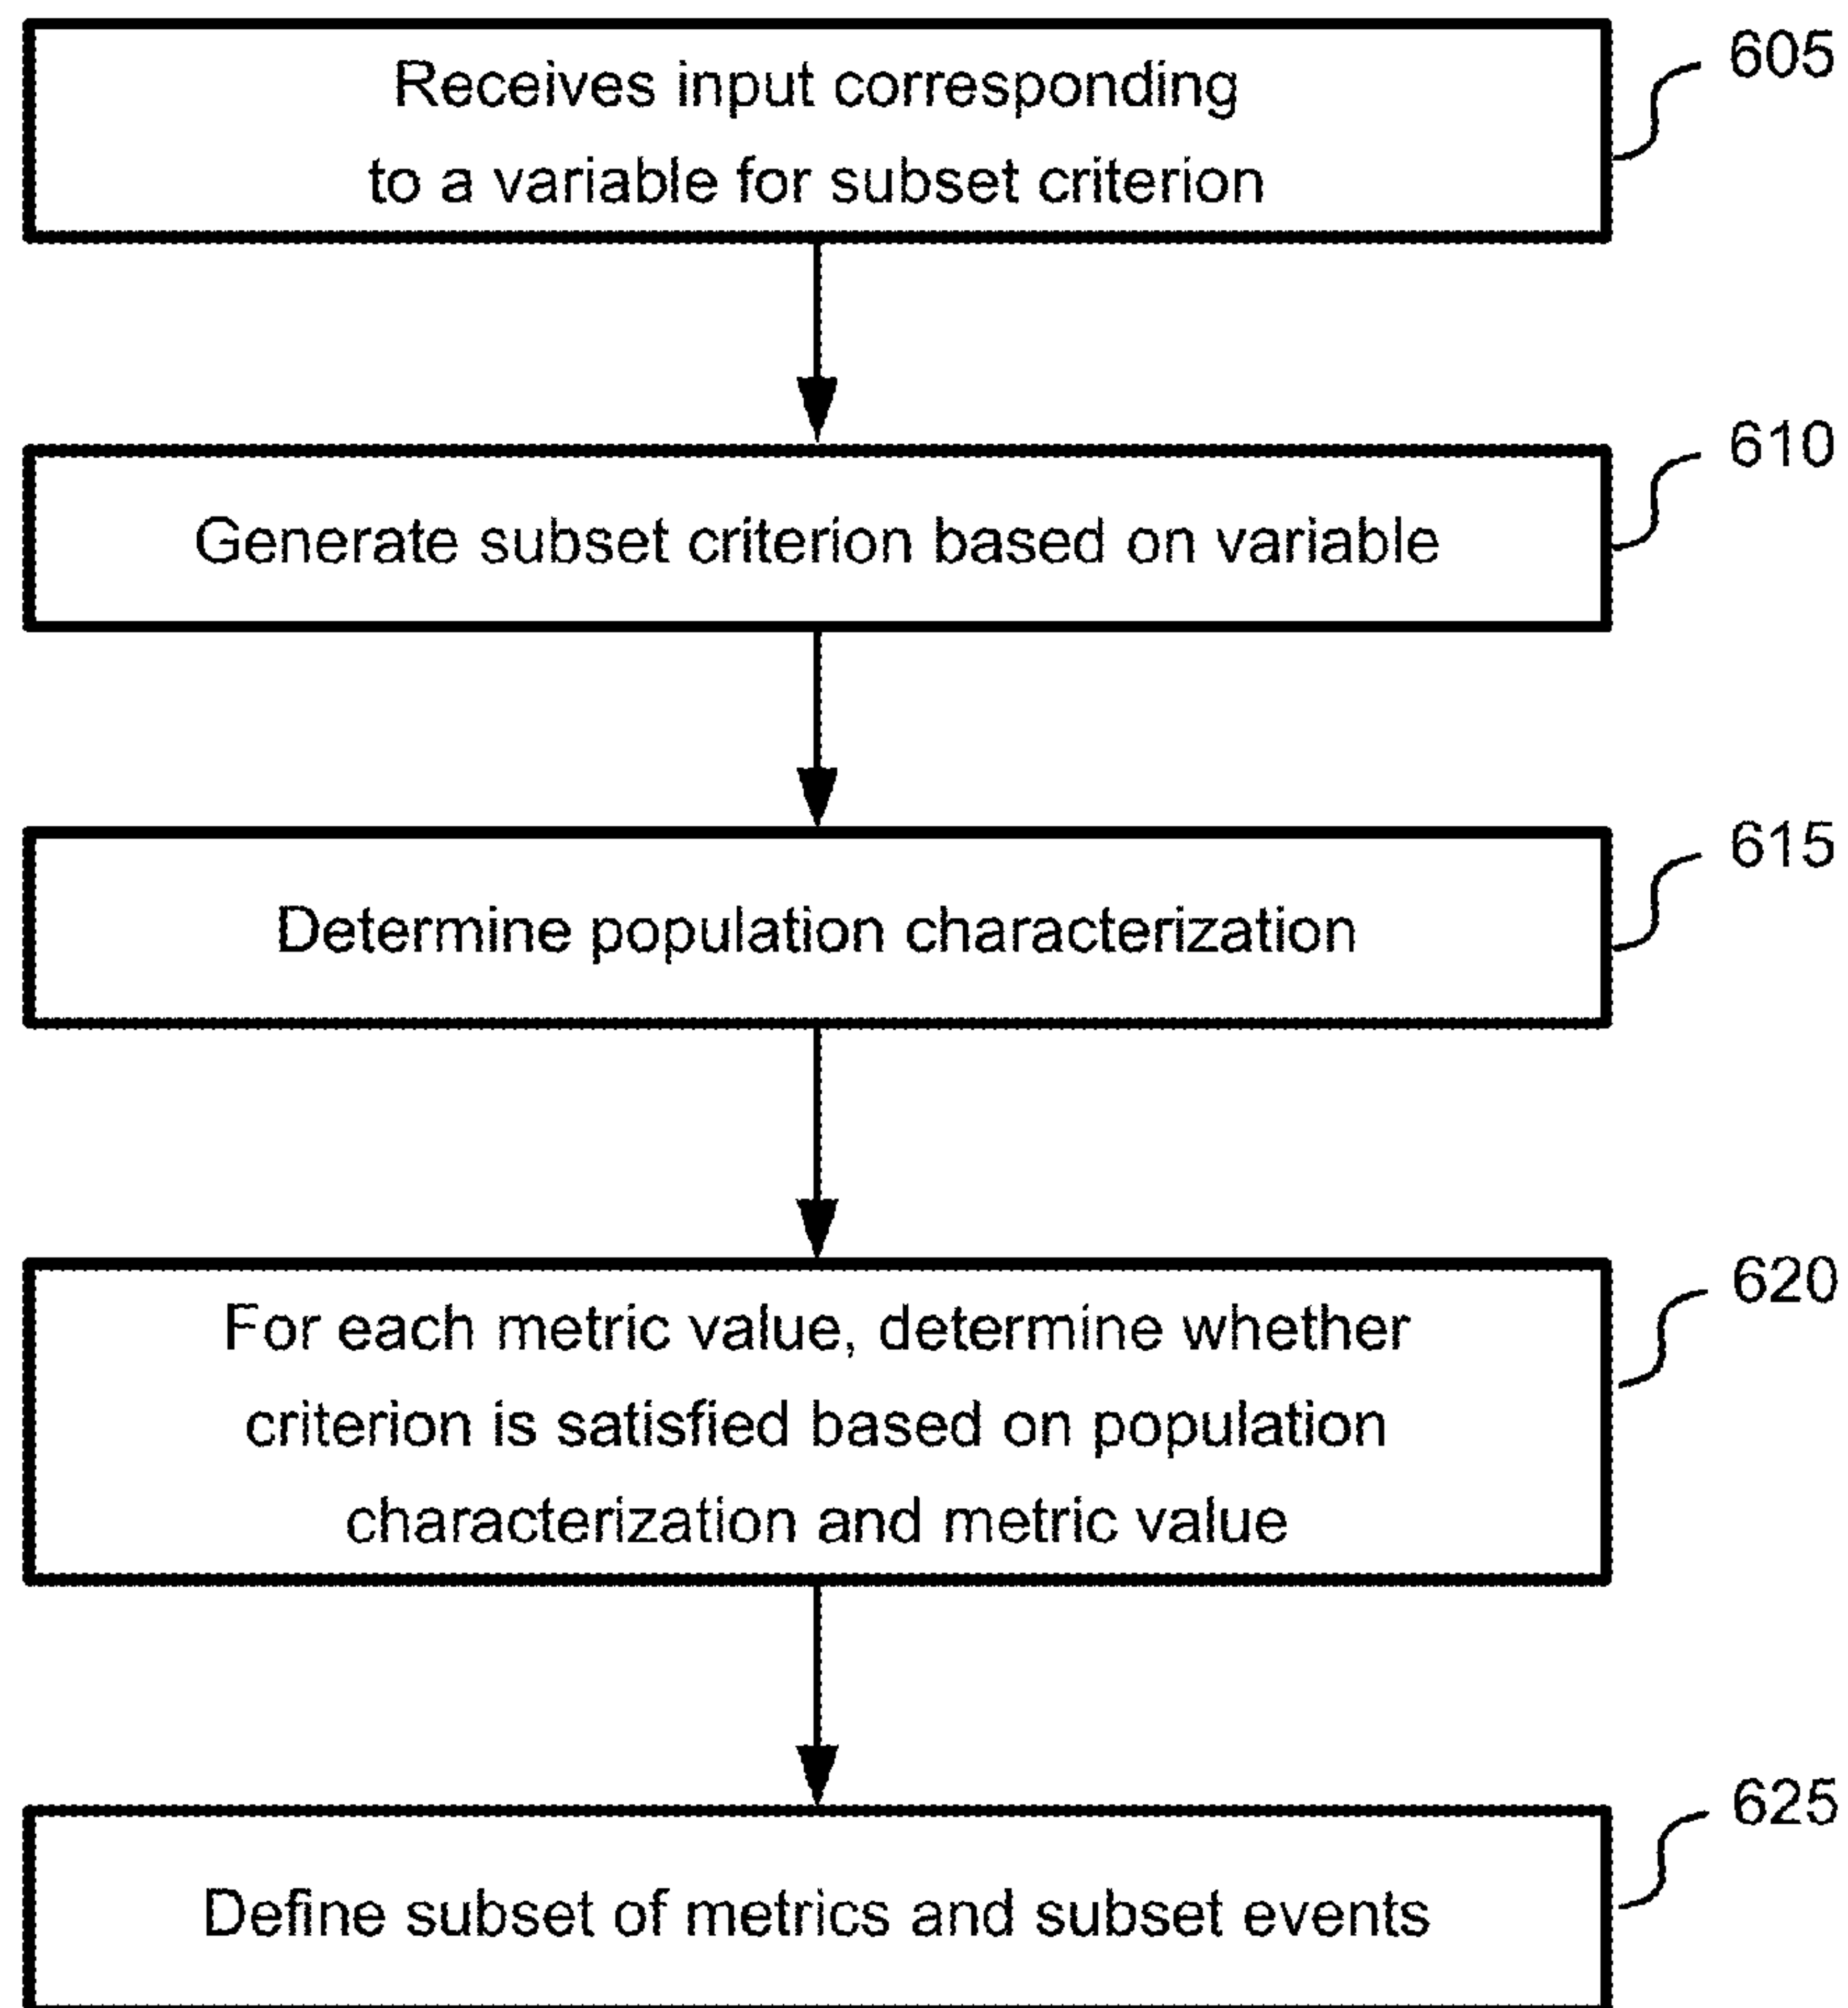 Receives input corresponding
to a variable for subset criterion
605
Generate subset criterion based on variable
610
Determine population characterization
615
For each metric value, determine whether
criterion is satisfied based on population
characterization and metric value
620
Define subset of metrics and subset events
625